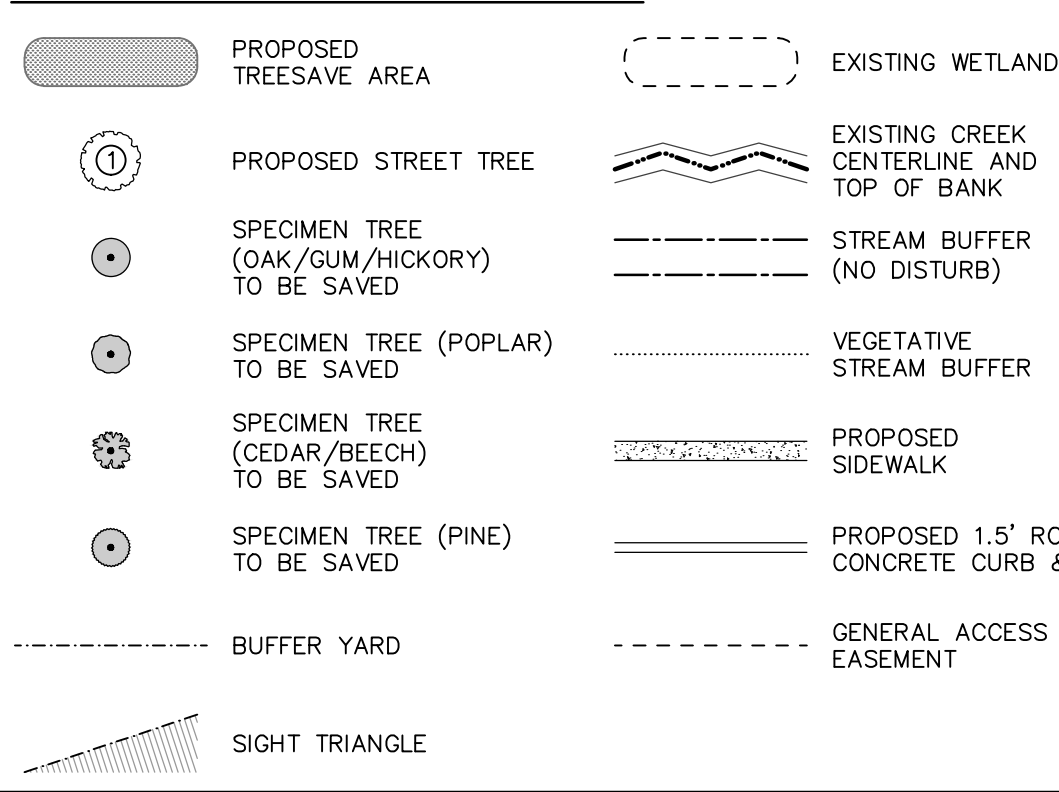 PROPOSED
TREESAVE AREA
1
PROPOSED STREET TREE
SPECIMEN TREE
(OAK/GUM/HICKORY)
TO BE SAVED
SPECIMEN TREE (POPLAR)
TO BE SAVED
SPECIMEN TREE
(CEDAR/BEECH)
TO BE SAVED
SPECIMEN TREE (PINE)
TO BE SAVED
BUFFER YARD
SIGHT TRIANGLE
EXISTING WETLAND
EXISTING CREEK
CENTERLINE AND
TOP OF BANK
STREAM BUFFER
(NO DISTURB)
VEGETATIVE
STREAM BUFFER
PROPOSED
SIDEWALK
PROPOSED 1.5'
CONCRETE CURB &
GENERAL ACCESS
EASEMENT